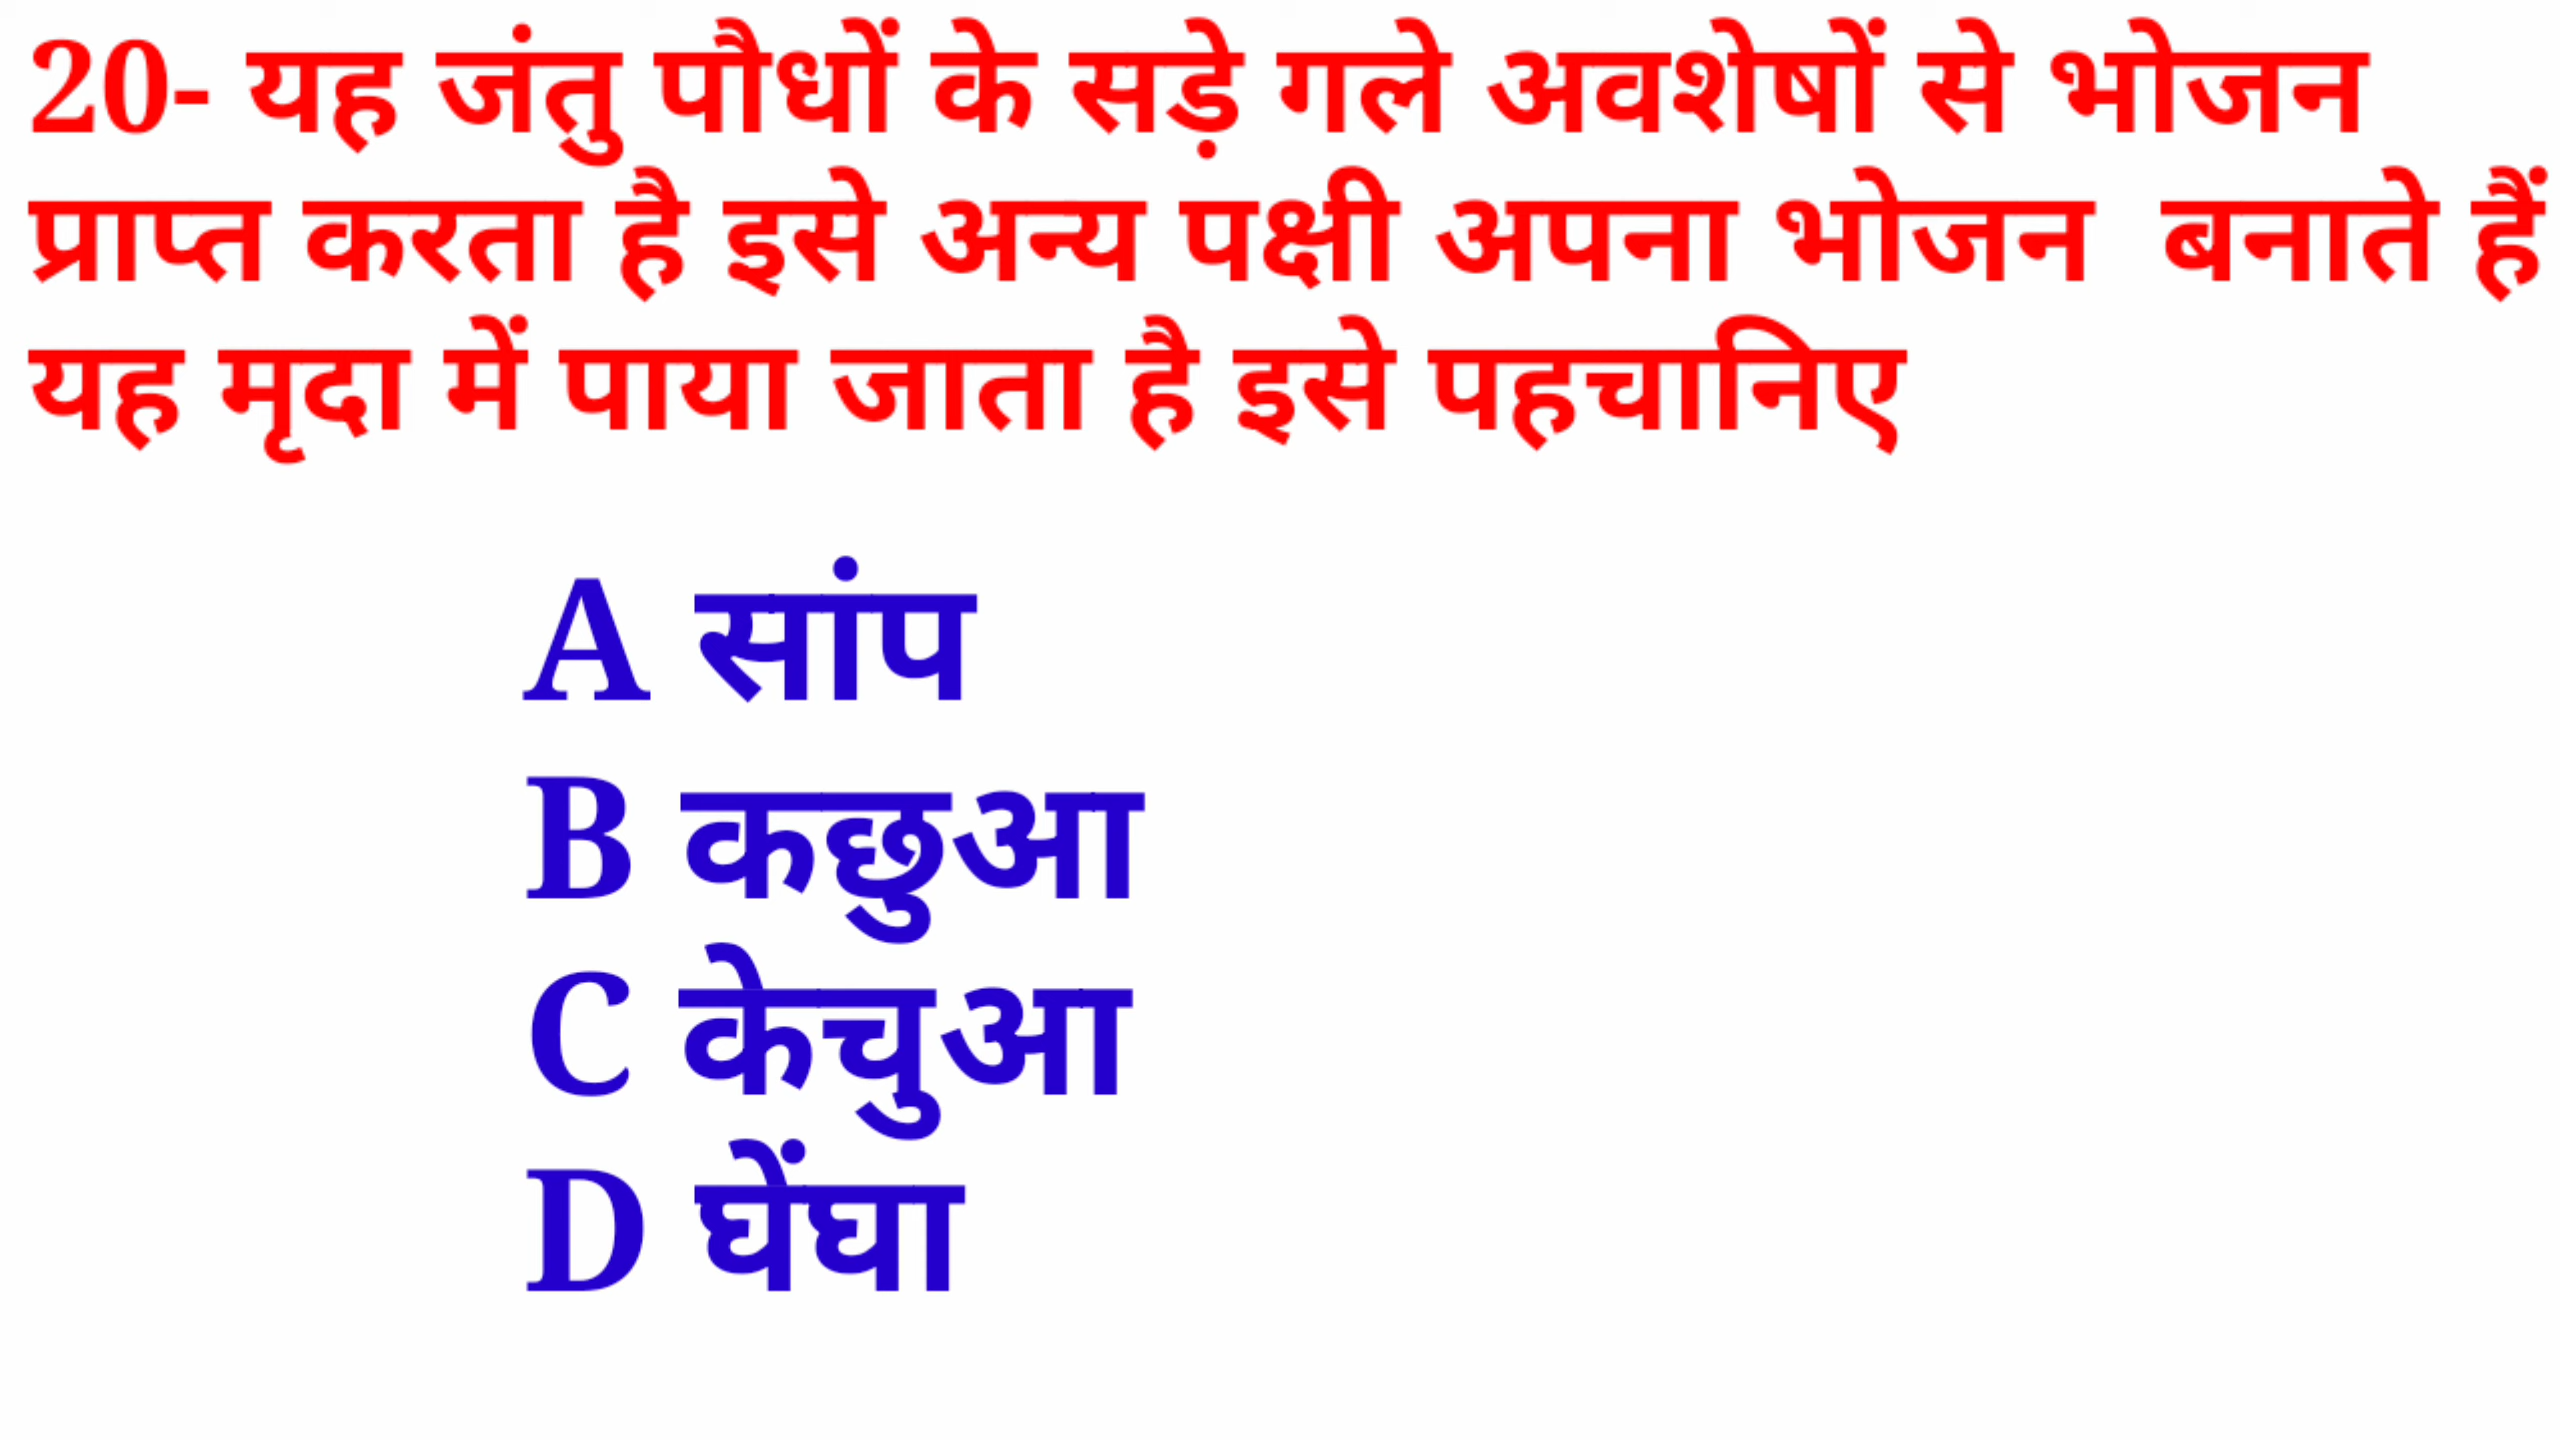 20- यह जंतु पौधों के सड़े गले अवशेषों से भोजन
प्राप्त करता है इसे अन्य पक्षी अपना भोजन बनाते हैं
यह मृदा में पाया जाता है इसे पहचानिए
A सांप
B कछुआ
C केचुआ
D घेंघा